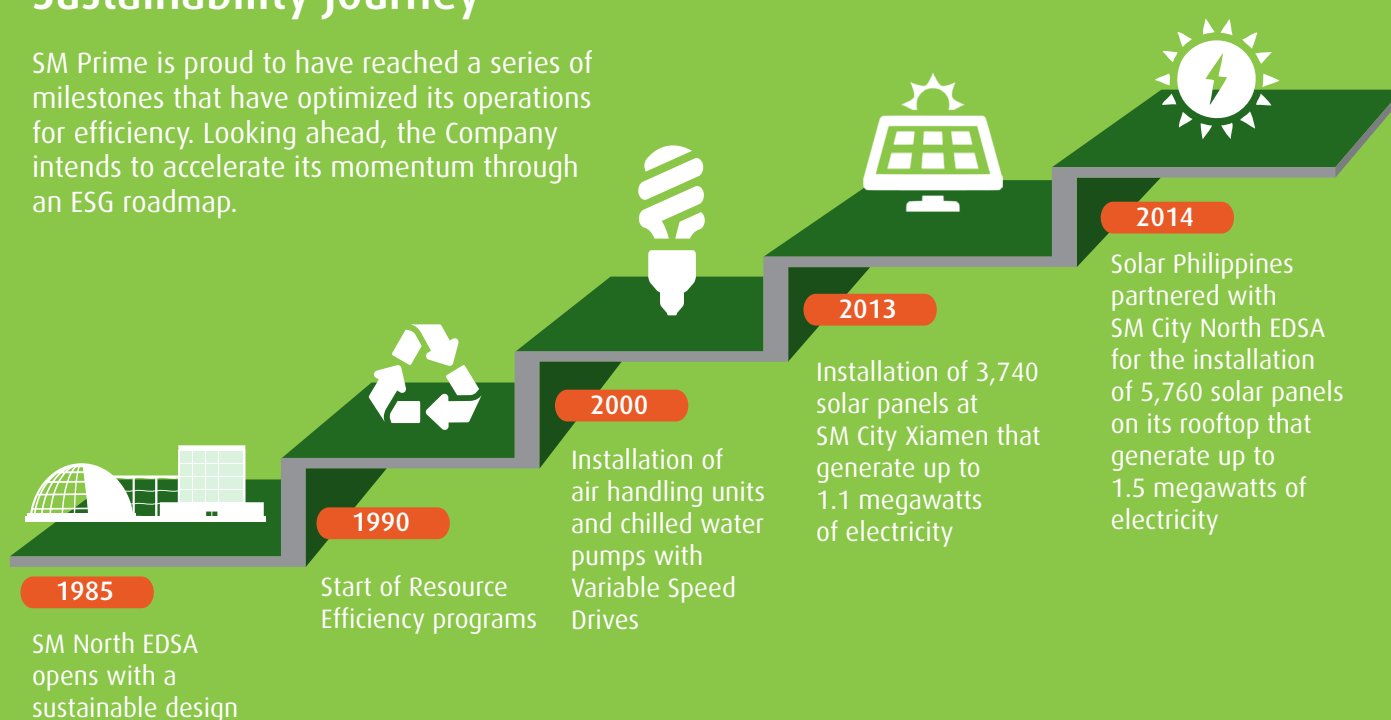 Sustainability Journey
SM Prime is proud to have reached a series of
milestones that have optimized its operations
for efficiency. Looking ahead, the Company
intends to accelerate its momentum through
an ESG roadmap.
1985
SM North EDSA
opens with a
sustainable design
1990
Start of Resource
Efficiency programs
2000
Installation of
air handling units
and chilled water
pumps with
Variable Speed
Drives
2013
Installation of 3,740
solar panels at
SM City Xiamen that
generate up to
1.1 megawatts
of electricity
2014
Solar Philippines
partnered with
SM City North EDSA
for the installation
of 5,760 solar panels
on its rooftop that
generate up to
1.5 megawatts of
electricity